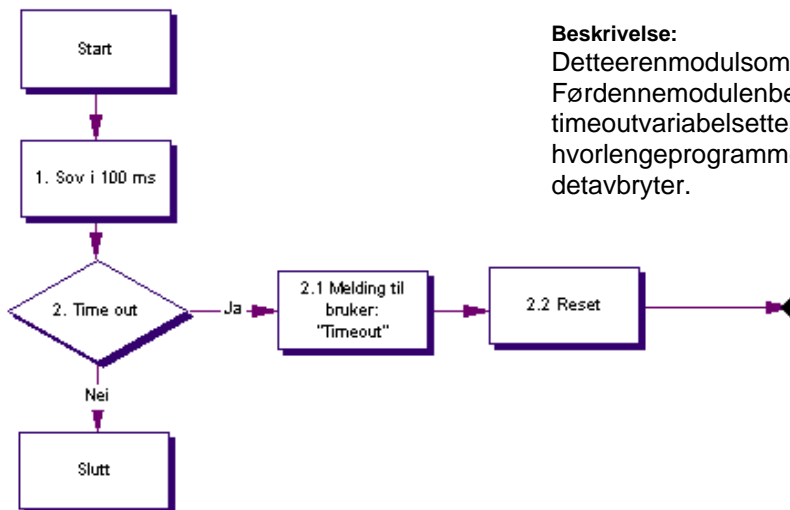 Start
Beskrivelse:
Detteerenmodulsom
Førdennemodulenbe
timeoutvariabelsette
hvorlengeprogramme
detavbryter.
1. Sov i 100 ms
2. Time out
Ja
2.1 Melding til
bruker:
"Timeout"
2.2 Reset
Nei
Slutt